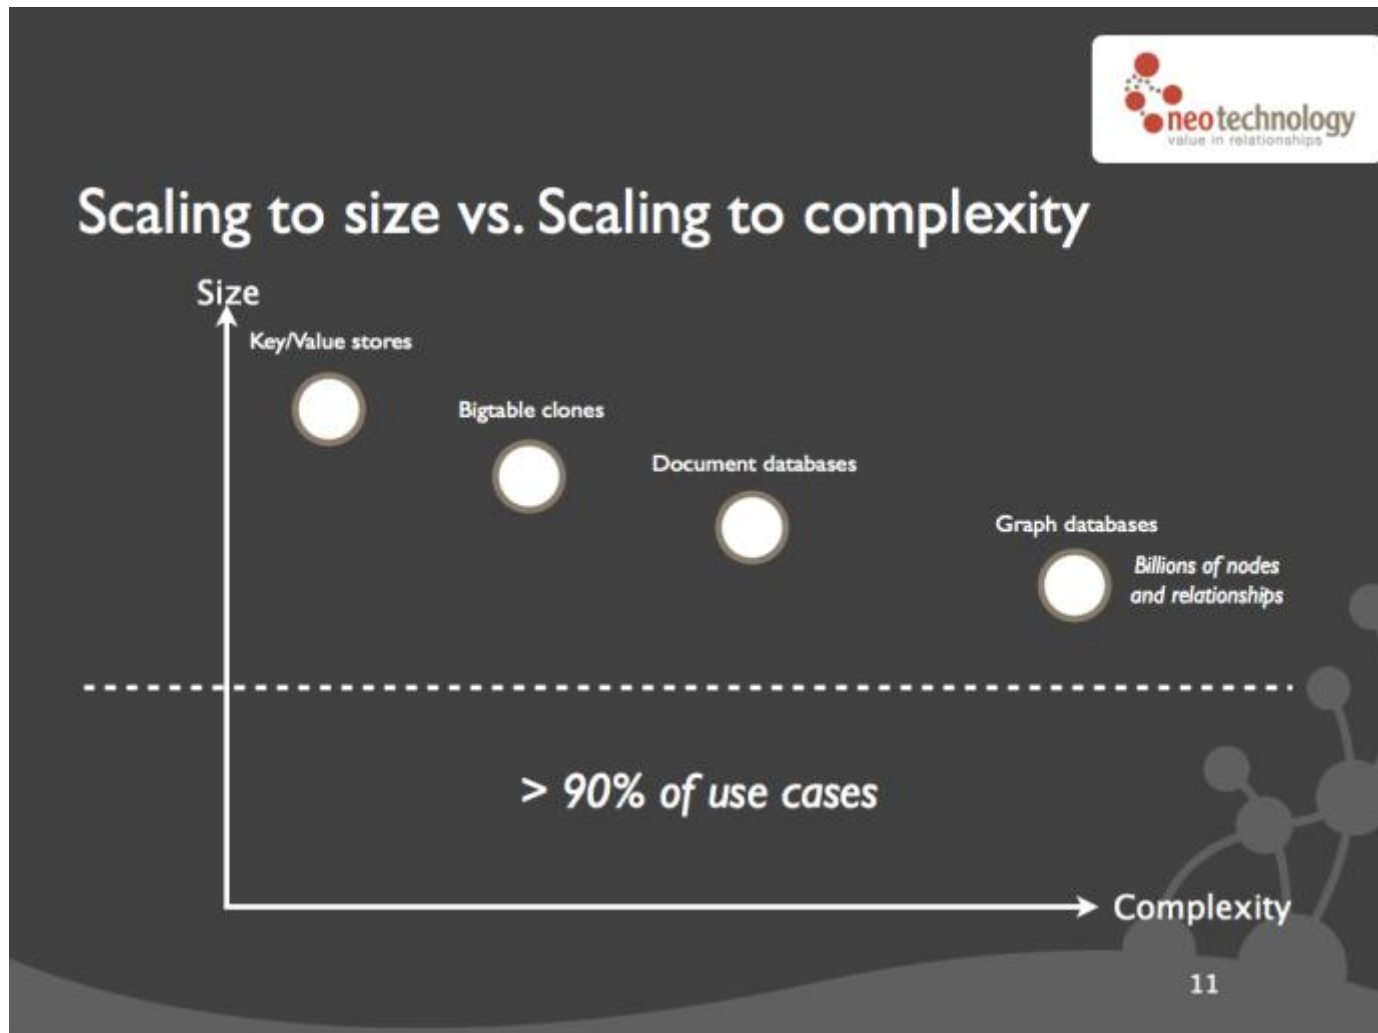 neotechnology
value in relationships
Scaling to size vs. Scaling to complexity
Size
Key/Value stores
Bigtable clones
Document databases
Graph databases
Billions of nodes
and relationships
> 90% of use cases
Complexity
11